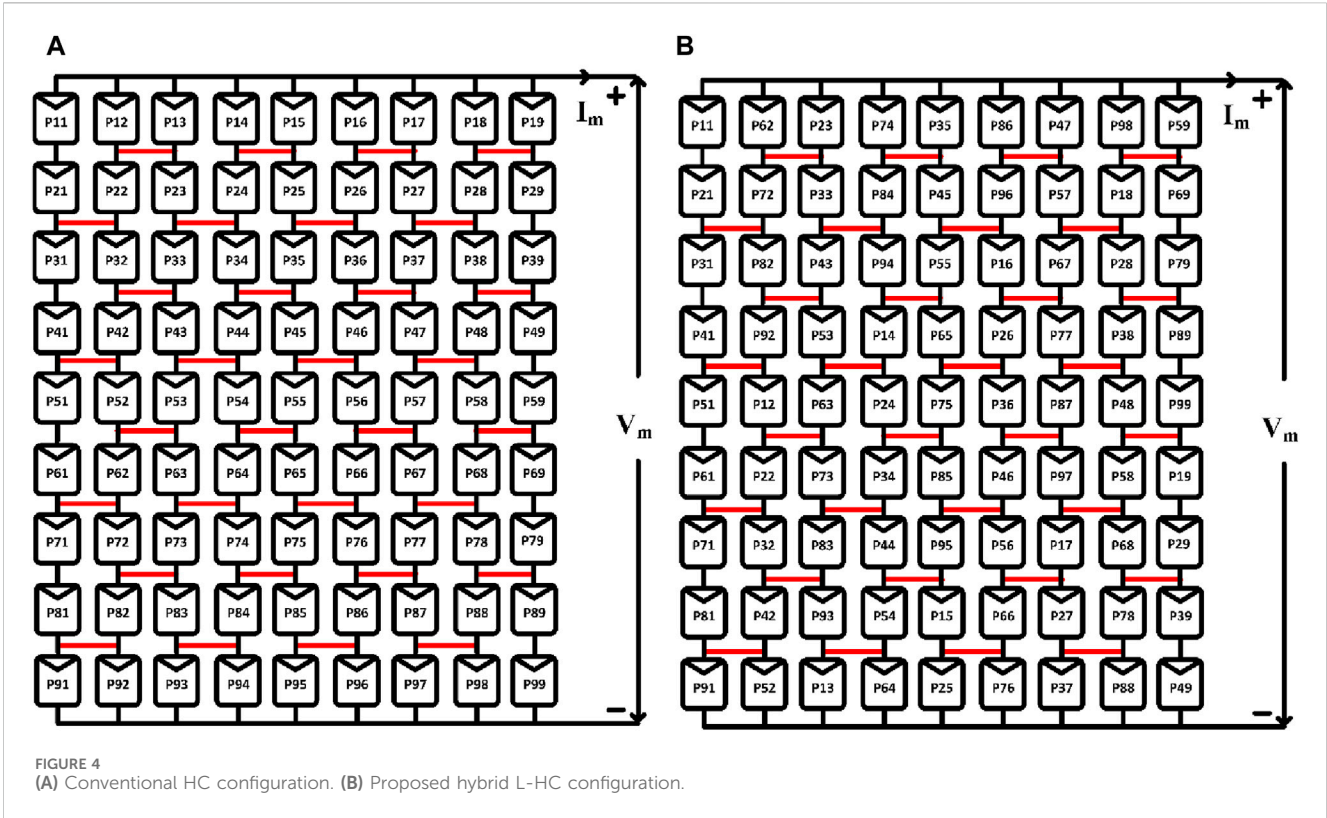 A
B
I_m +
P11 P12 P13 P14 P15 P16 P17 P18 P19
P21 P22 P23 P24 P25 P26 P27 P28 P29
P31 P32 P33 P34 P35 P36 P37 P38 P39
P41 P42 P43 P44 P45 P46 P47 P48 P49
P51 P52 P53 P54 P55 P56 P57 P58 P59
V_m
P61 P62 P63 P64 P65 P66 P67 P68 P69
P71 P72 P73 P74 P75 P76 P77 P78 P79
P81 P82 P83 P84 P85 P86 P87 P88 P89
P91 P92 P93 P94 P95 P96 P97 P98 P99
−
I_m +
P11 P62 P23 P74 P35 P86 P47 P98 P59
P21 P72 P33 P84 P45 P96 P57 P18 P69
P31 P82 P43 P94 P55 P16 P67 P28 P79
P41 P92 P53 P14 P65 P26 P77 P38 P89
P51 P12 P63 P24 P75 P36 P87 P48 P99
V_m
P61 P22 P73 P34 P85 P46 P97 P58 P19
P71 P32 P83 P44 P95 P56 P17 P68 P29
P81 P42 P93 P54 P15 P66 P27 P78 P39
P91 P52 P13 P64 P25 P76 P37 P88 P49
−
FIGURE 4
(A) Conventional HC configuration. (B) Proposed hybrid L-HC configuration.